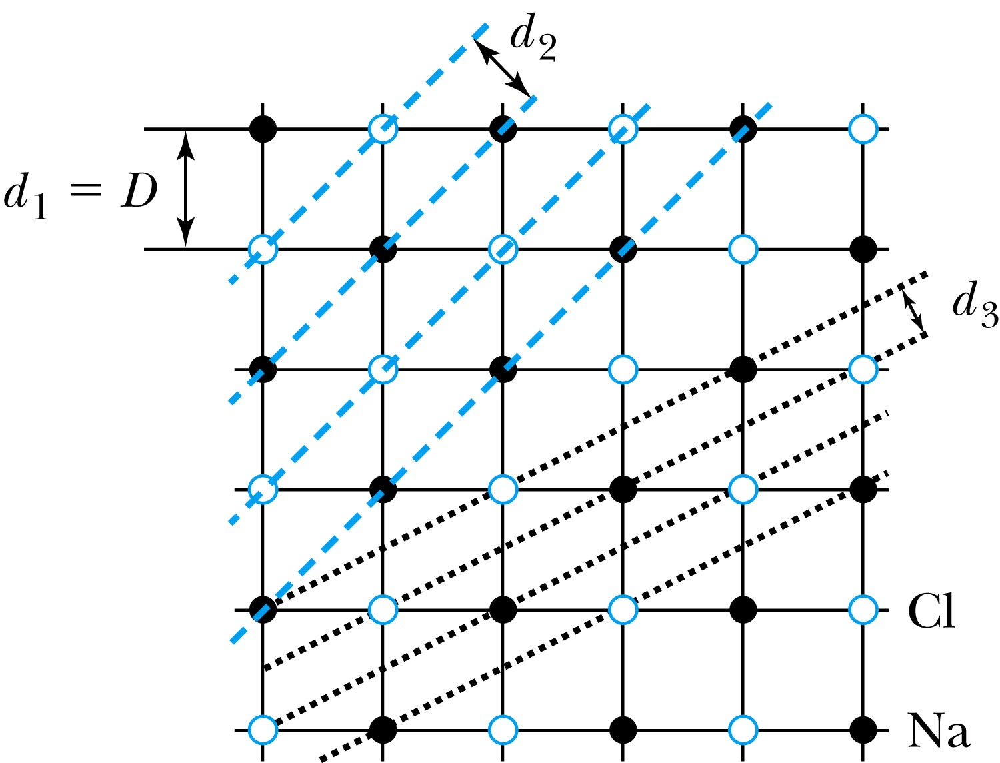 d₂
d₁ = D
d₃
Cl
Na